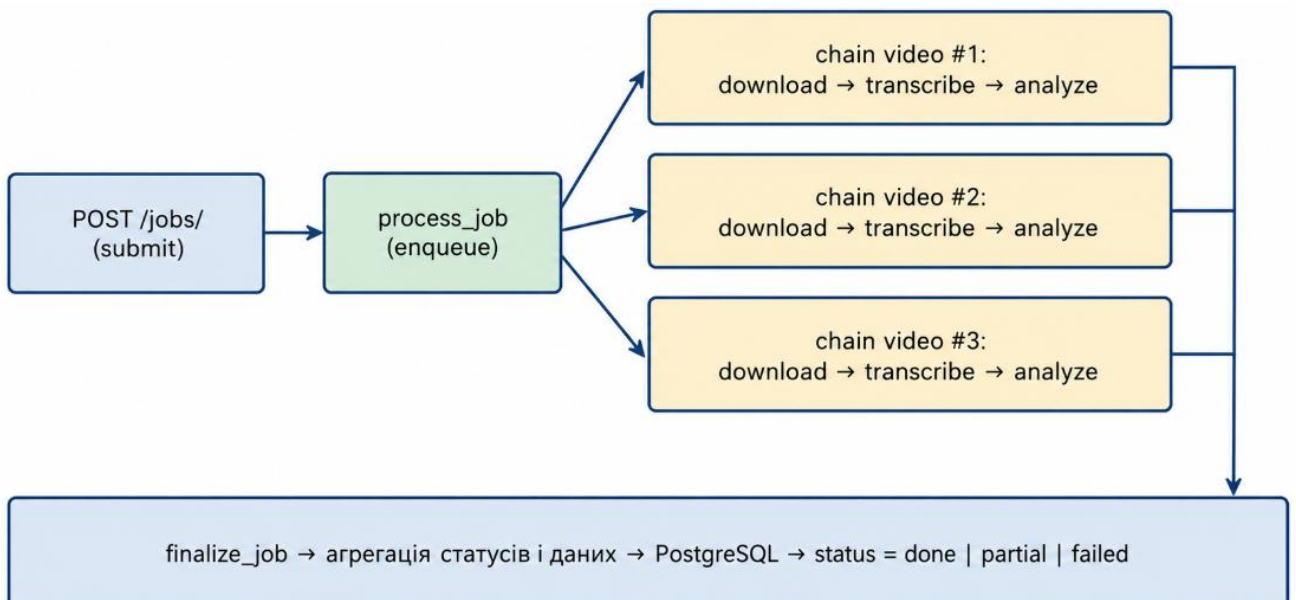 POST /jobs/
(submit)
process_job
(enqueue)
chain video #1:
download → transcribe → analyze
chain video #2:
download → transcribe → analyze
chain video #3:
download → transcribe → analyze
finalize_job → агрегація статусів і даних → PostgreSQL → status = done | partial | failed